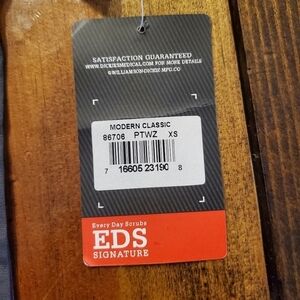 SATISFACTION GUARANTEED
WWW.DICKIESMEDICAL.COM FOR MORE DETAILS
©WILLIAMSON-DICKIE MFG.CO
MODERN CLASSIC
86706 PTWZ XS
7 16605 23190 8
Every Day Scrubs
EDS
SIGNATURE